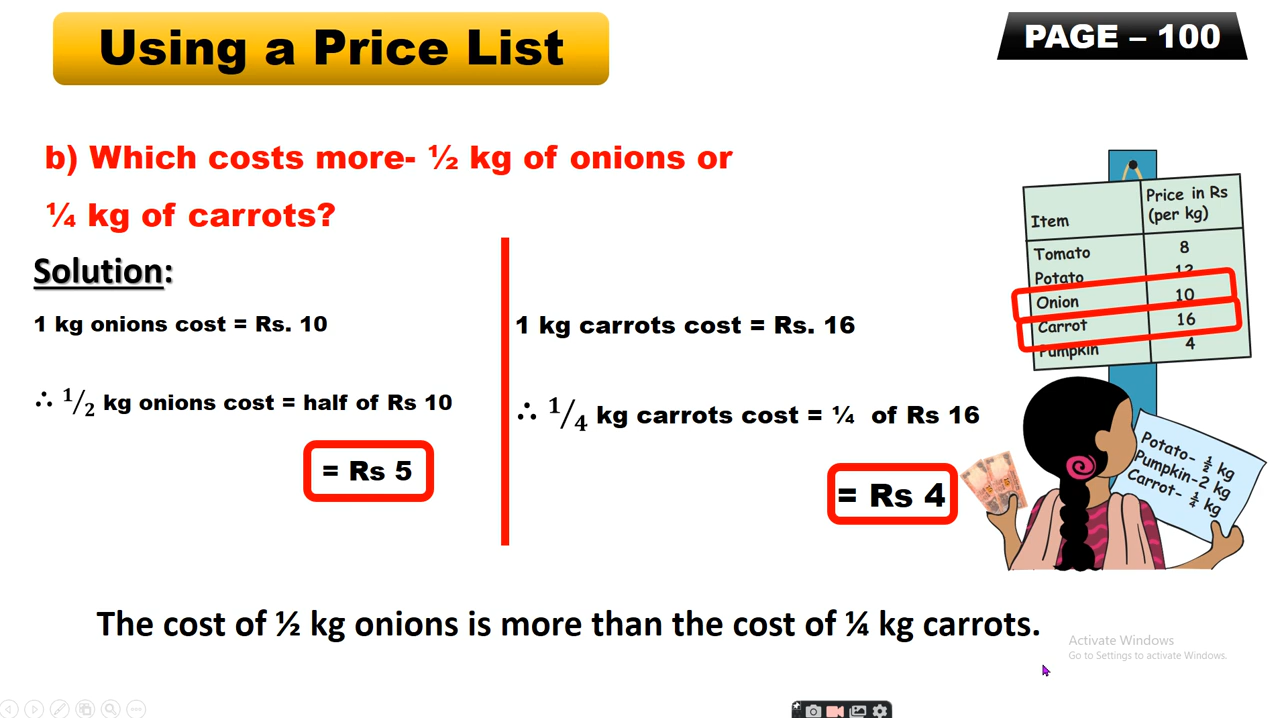 Using a Price List
PAGE – 100
b) Which costs more- ½ kg of onions or
¼ kg of carrots?
Solution:
1 kg onions cost = Rs. 10
∴ 1/2 kg onions cost = half of Rs 10
= Rs 5
1 kg carrots cost = Rs. 16
∴ 1/4 kg carrots cost = ¼ of Rs 16
= Rs 4
Item Price in Rs
(per kg)
Tomato 8
Potato 12
Onion 10
Carrot 16
Pumpkin 4
Potato- ½ kg
Pumpkin-2 kg
Carrot- ¼ kg
The cost of ½ kg onions is more than the cost of ¼ kg carrots.
Activate Windows
Go to Settings to activate Windows.